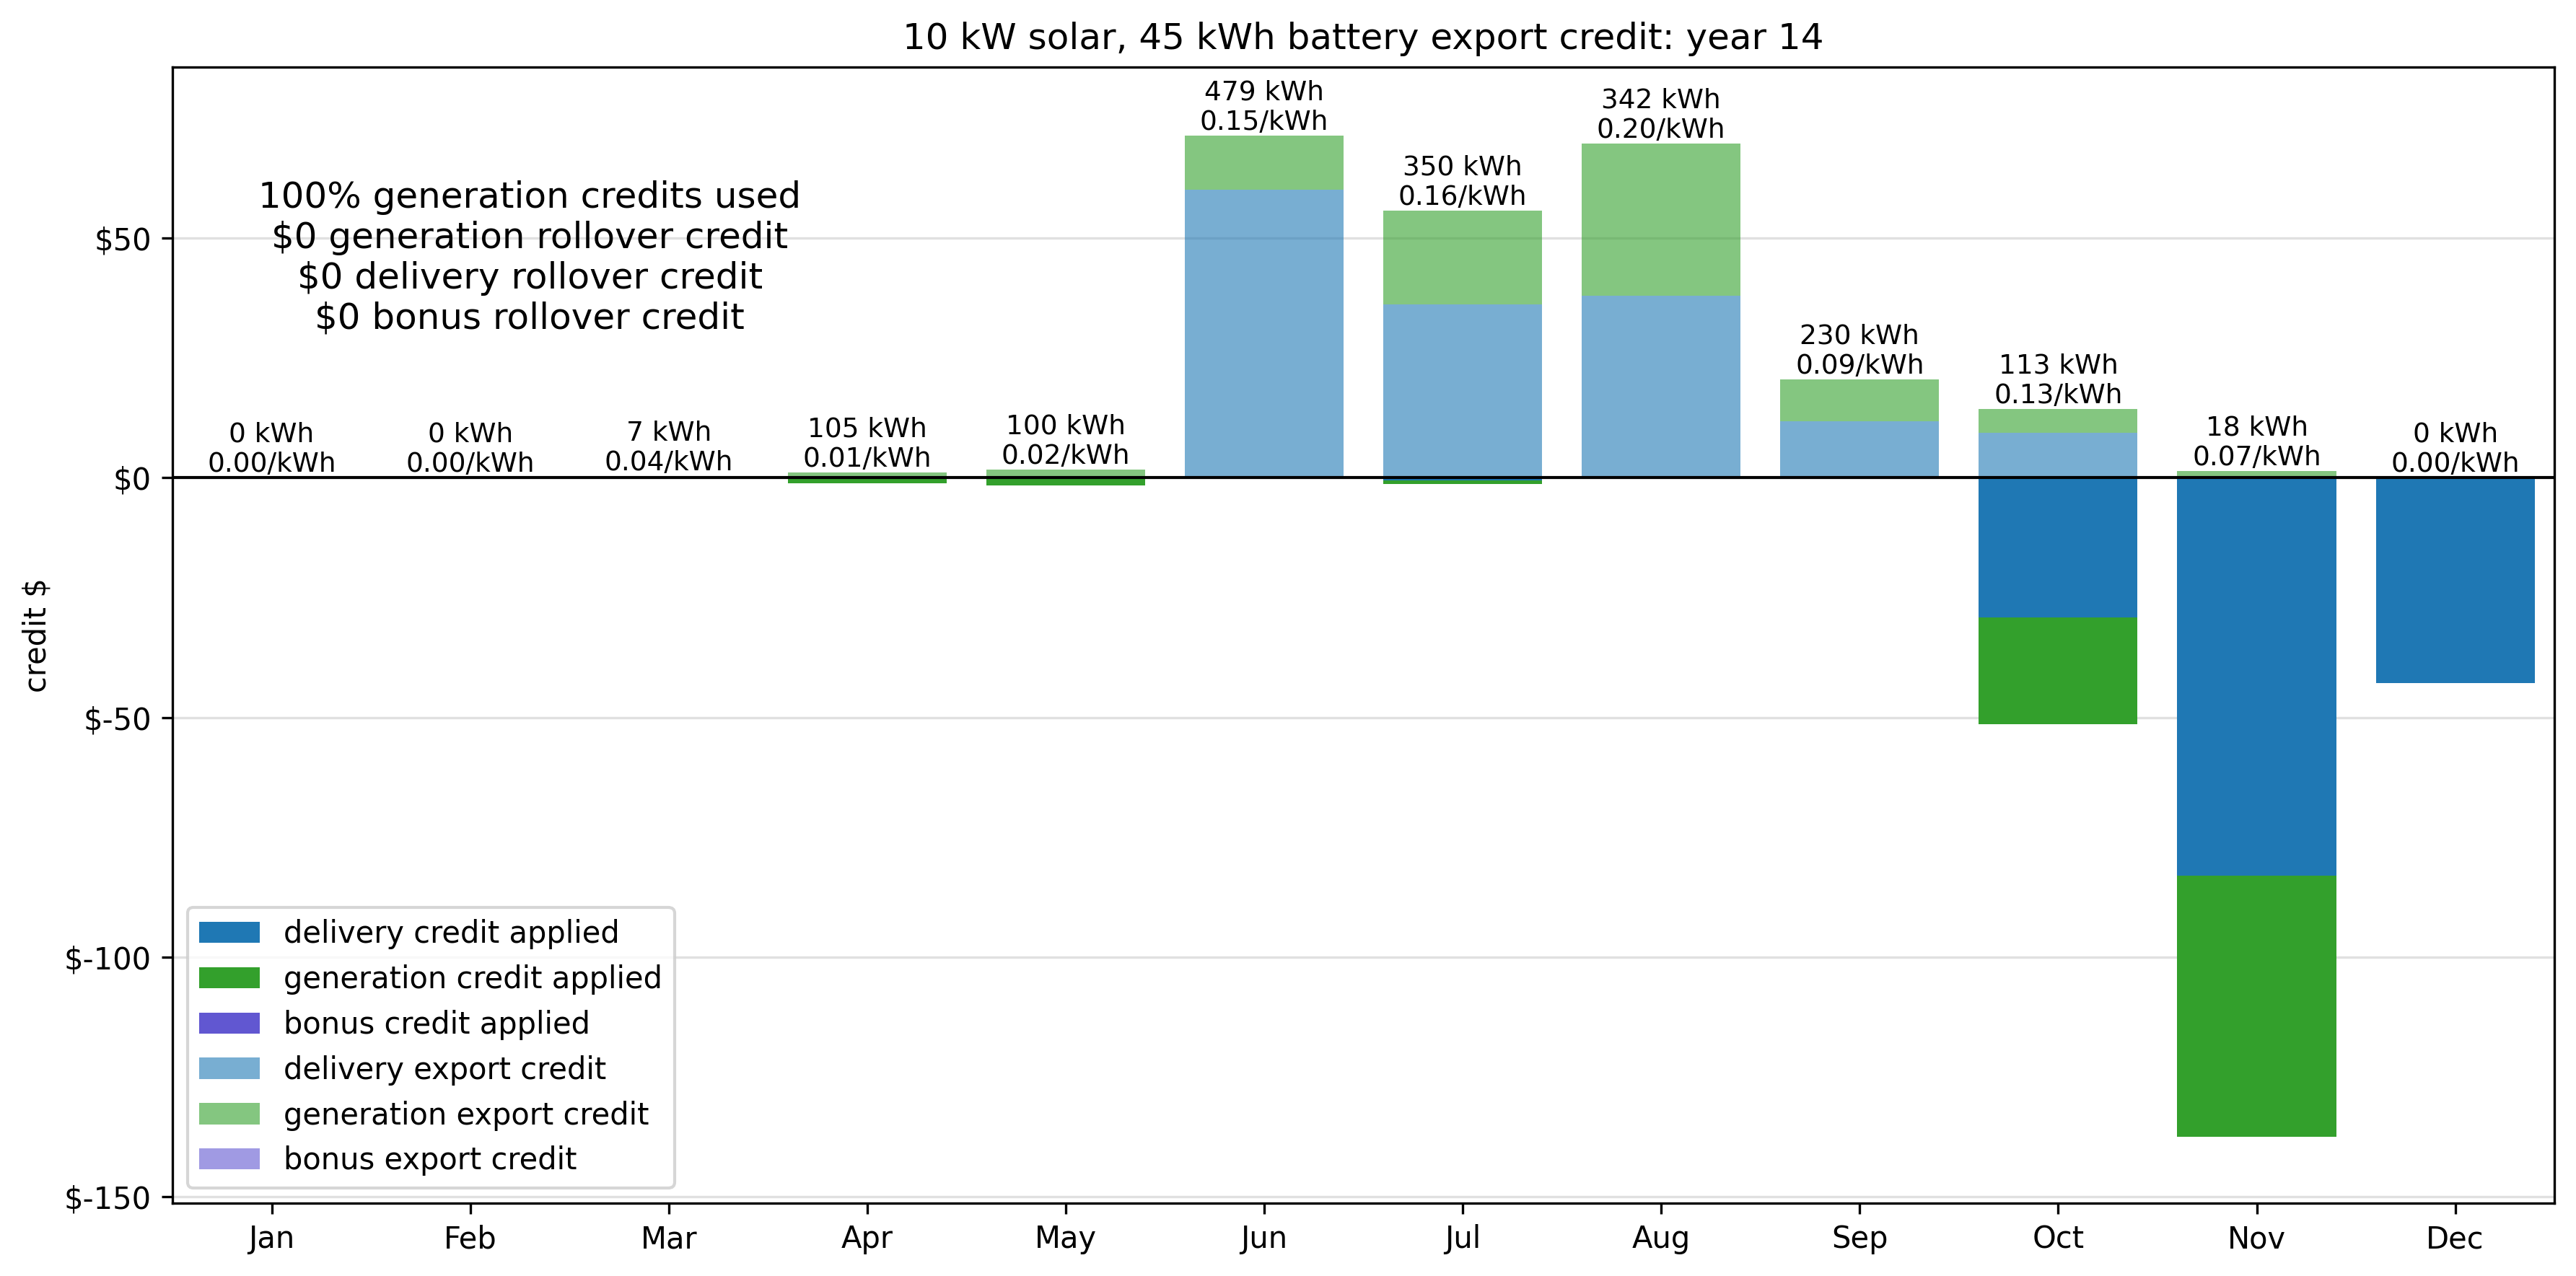 10 kW solar, 45 kWh battery export credit: year 14
479 kWh
0.15/kWh
342 kWh
0.20/kWh
350 kWh
0.16/kWh
100% generation credits used
$0 generation rollover credit
$0 delivery rollover credit
$0 bonus rollover credit
230 kWh
0.09/kWh
113 kWh
0.13/kWh
0 kWh
0.00/kWh
0 kWh
0.00/kWh
7 kWh
0.04/kWh
105 kWh
0.01/kWh
100 kWh
0.02/kWh
18 kWh
0.07/kWh
0 kWh
0.00/kWh
$50
$0
$-50
$-100
$-150
credit $
delivery credit applied
generation credit applied
bonus credit applied
delivery export credit
generation export credit
bonus export credit
Jan
Feb
Mar
Apr
May
Jun
Jul
Aug
Sep
Oct
Nov
Dec